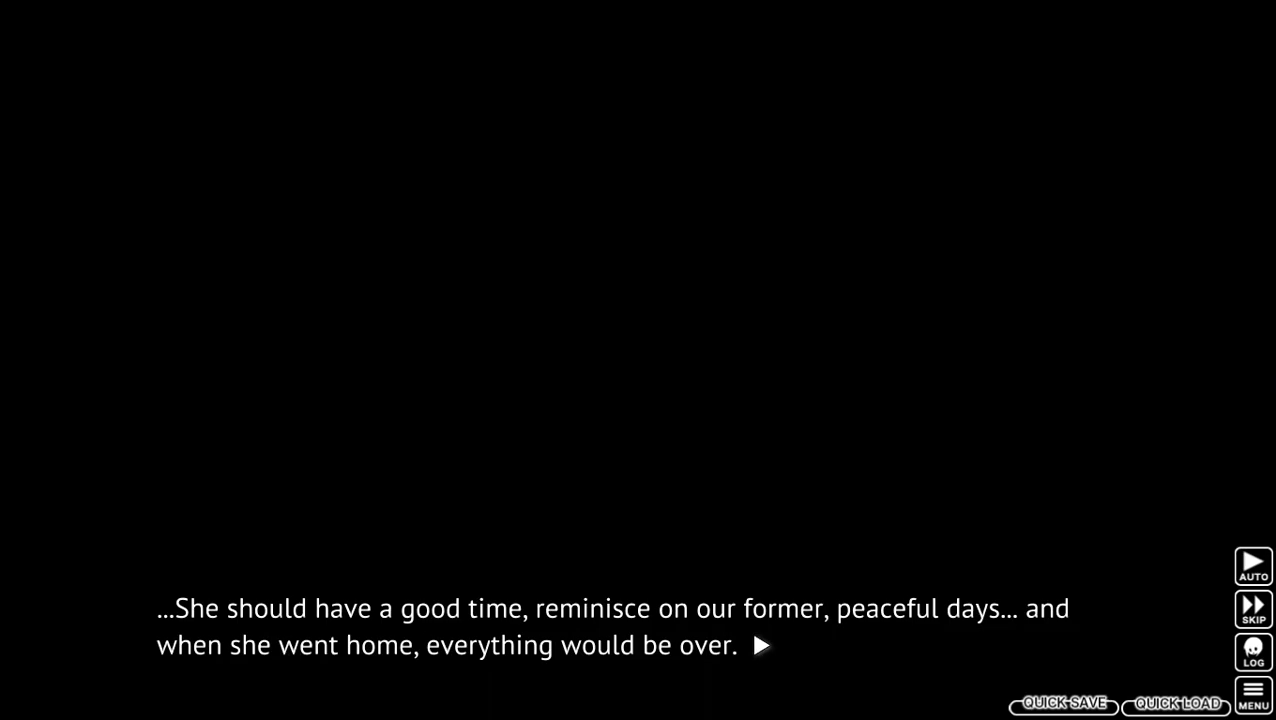 ...She should have a good time, reminisce on our former, peaceful days... and
when she went home, everything would be over.
AUTO
SKIP
LOG
MENU
QUICK SAVE
QUICK LOAD